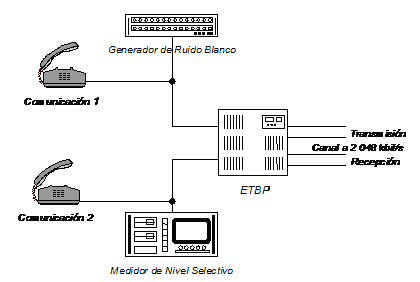 Generador de Ruido Blanco
Comunicación 1
Transmisión
Canal a 2 048 kbit/s
Recepción
ETBP
Comunicación 2
Medidor de Nivel Selectivo